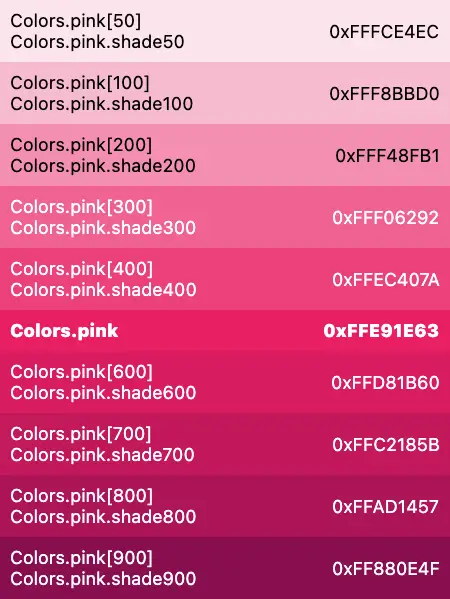 Colors.pink[50]
Colors.pink.shade50
0xFFFCE4EC
Colors.pink[100]
Colors.pink.shade100
0xFFF8BBD0
Colors.pink[200]
Colors.pink.shade200
0xFFF48FB1
Colors.pink[300]
Colors.pink.shade300
0xFFF06292
Colors.pink[400]
Colors.pink.shade400
0xFFEC407A
Colors.pink
0xFFE91E63
Colors.pink[600]
Colors.pink.shade600
0xFFD81B60
Colors.pink[700]
Colors.pink.shade700
0xFFC2185B
Colors.pink[800]
Colors.pink.shade800
0xFFAD1457
Colors.pink[900]
Colors.pink.shade900
0xFF880E4F